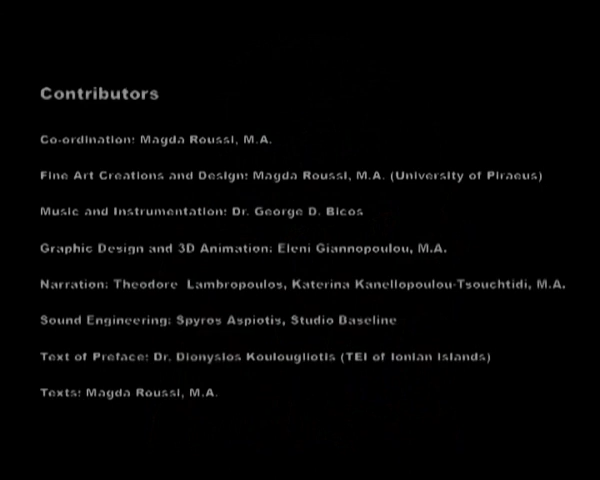 Contributors
Co-ordination: Magda Roussi, M.A.
Fine Art Creations and Design: Magda Roussi, M.A. (University of Piraeus)
Music and Instrumentation: Dr. George D. Bicos
Graphic Design and 3D Animation: Eleni Giannopoulou, M.A.
Narration: Theodore Lambropoulos, Katerina Kanellopoulou-Tsouchtidi, M.A.
Sound Engineering: Spyros Aspiotis, Studio Baseline
Text of Preface: Dr. Dionysios Koulougliotis (TEI of Ionian Islands)
Texts: Magda Roussi, M.A.